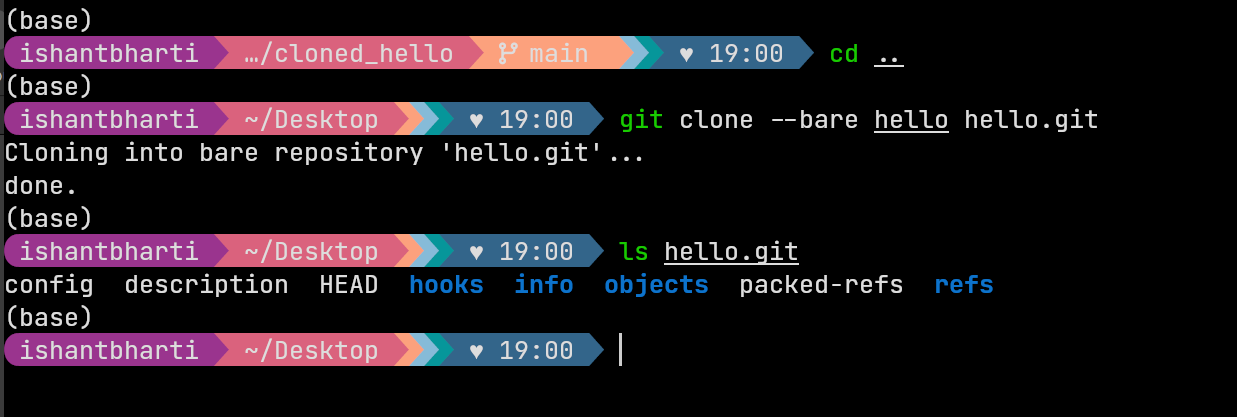 (base)
ishantbharti …/cloned_hello main ♥ 19:00 cd ..
(base)
ishantbharti ~/Desktop ♥ 19:00 git clone --bare hello hello.git
Cloning into bare repository 'hello.git'...
done.
(base)
ishantbharti ~/Desktop ♥ 19:00 ls hello.git
config description HEAD hooks info objects packed-refs refs
(base)
ishantbharti ~/Desktop ♥ 19:00